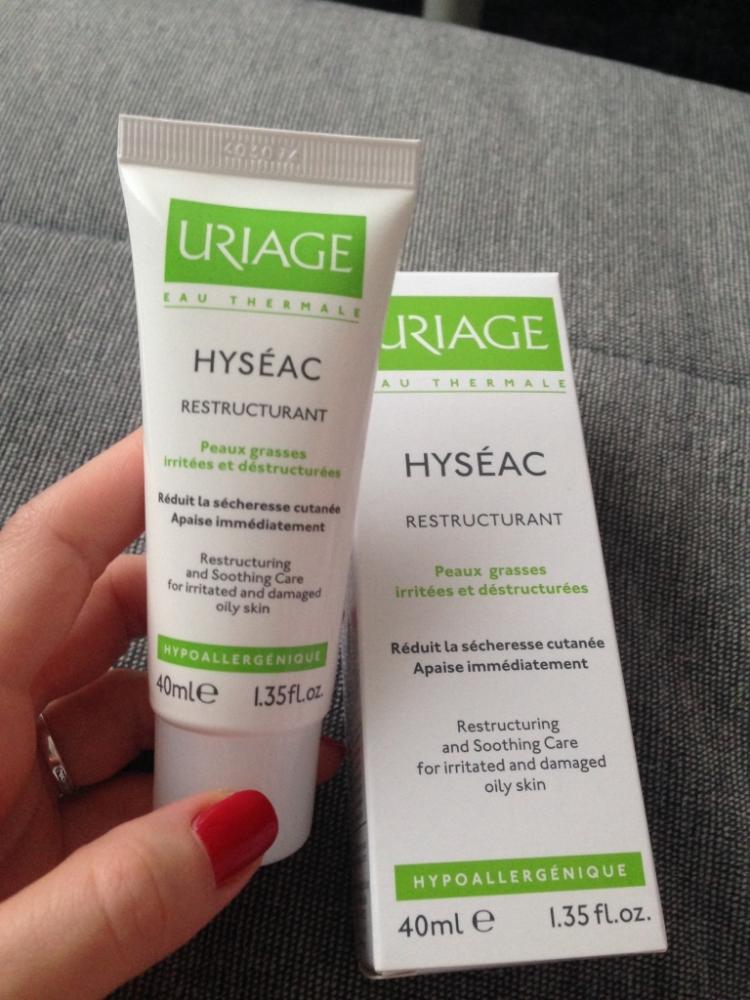 URIAGE
EAU THERMALE
HYSÉAC
RESTRUCTURANT
Peaux grasses
irritées et déstructurées
Réduit la sécheresse cutanée
Apaise immédiatement
Restructuring
and Soothing Care
for irritated and damaged
oily skin
HYPOALLERGÉNIQUE
40ml e 1.35fl.oz.
URIAGE
AU THERMALE
HYSÉAC
RESTRUCTURANT
Peaux grasses
irritées et déstructurées
Réduit la sécheresse cutanée
Apaise immédiatement
Restructuring
and Soothing Care
for irritated and damaged
oily skin
HYPOALLERGÉNIQUE
40ml e 1.35 fl.oz.